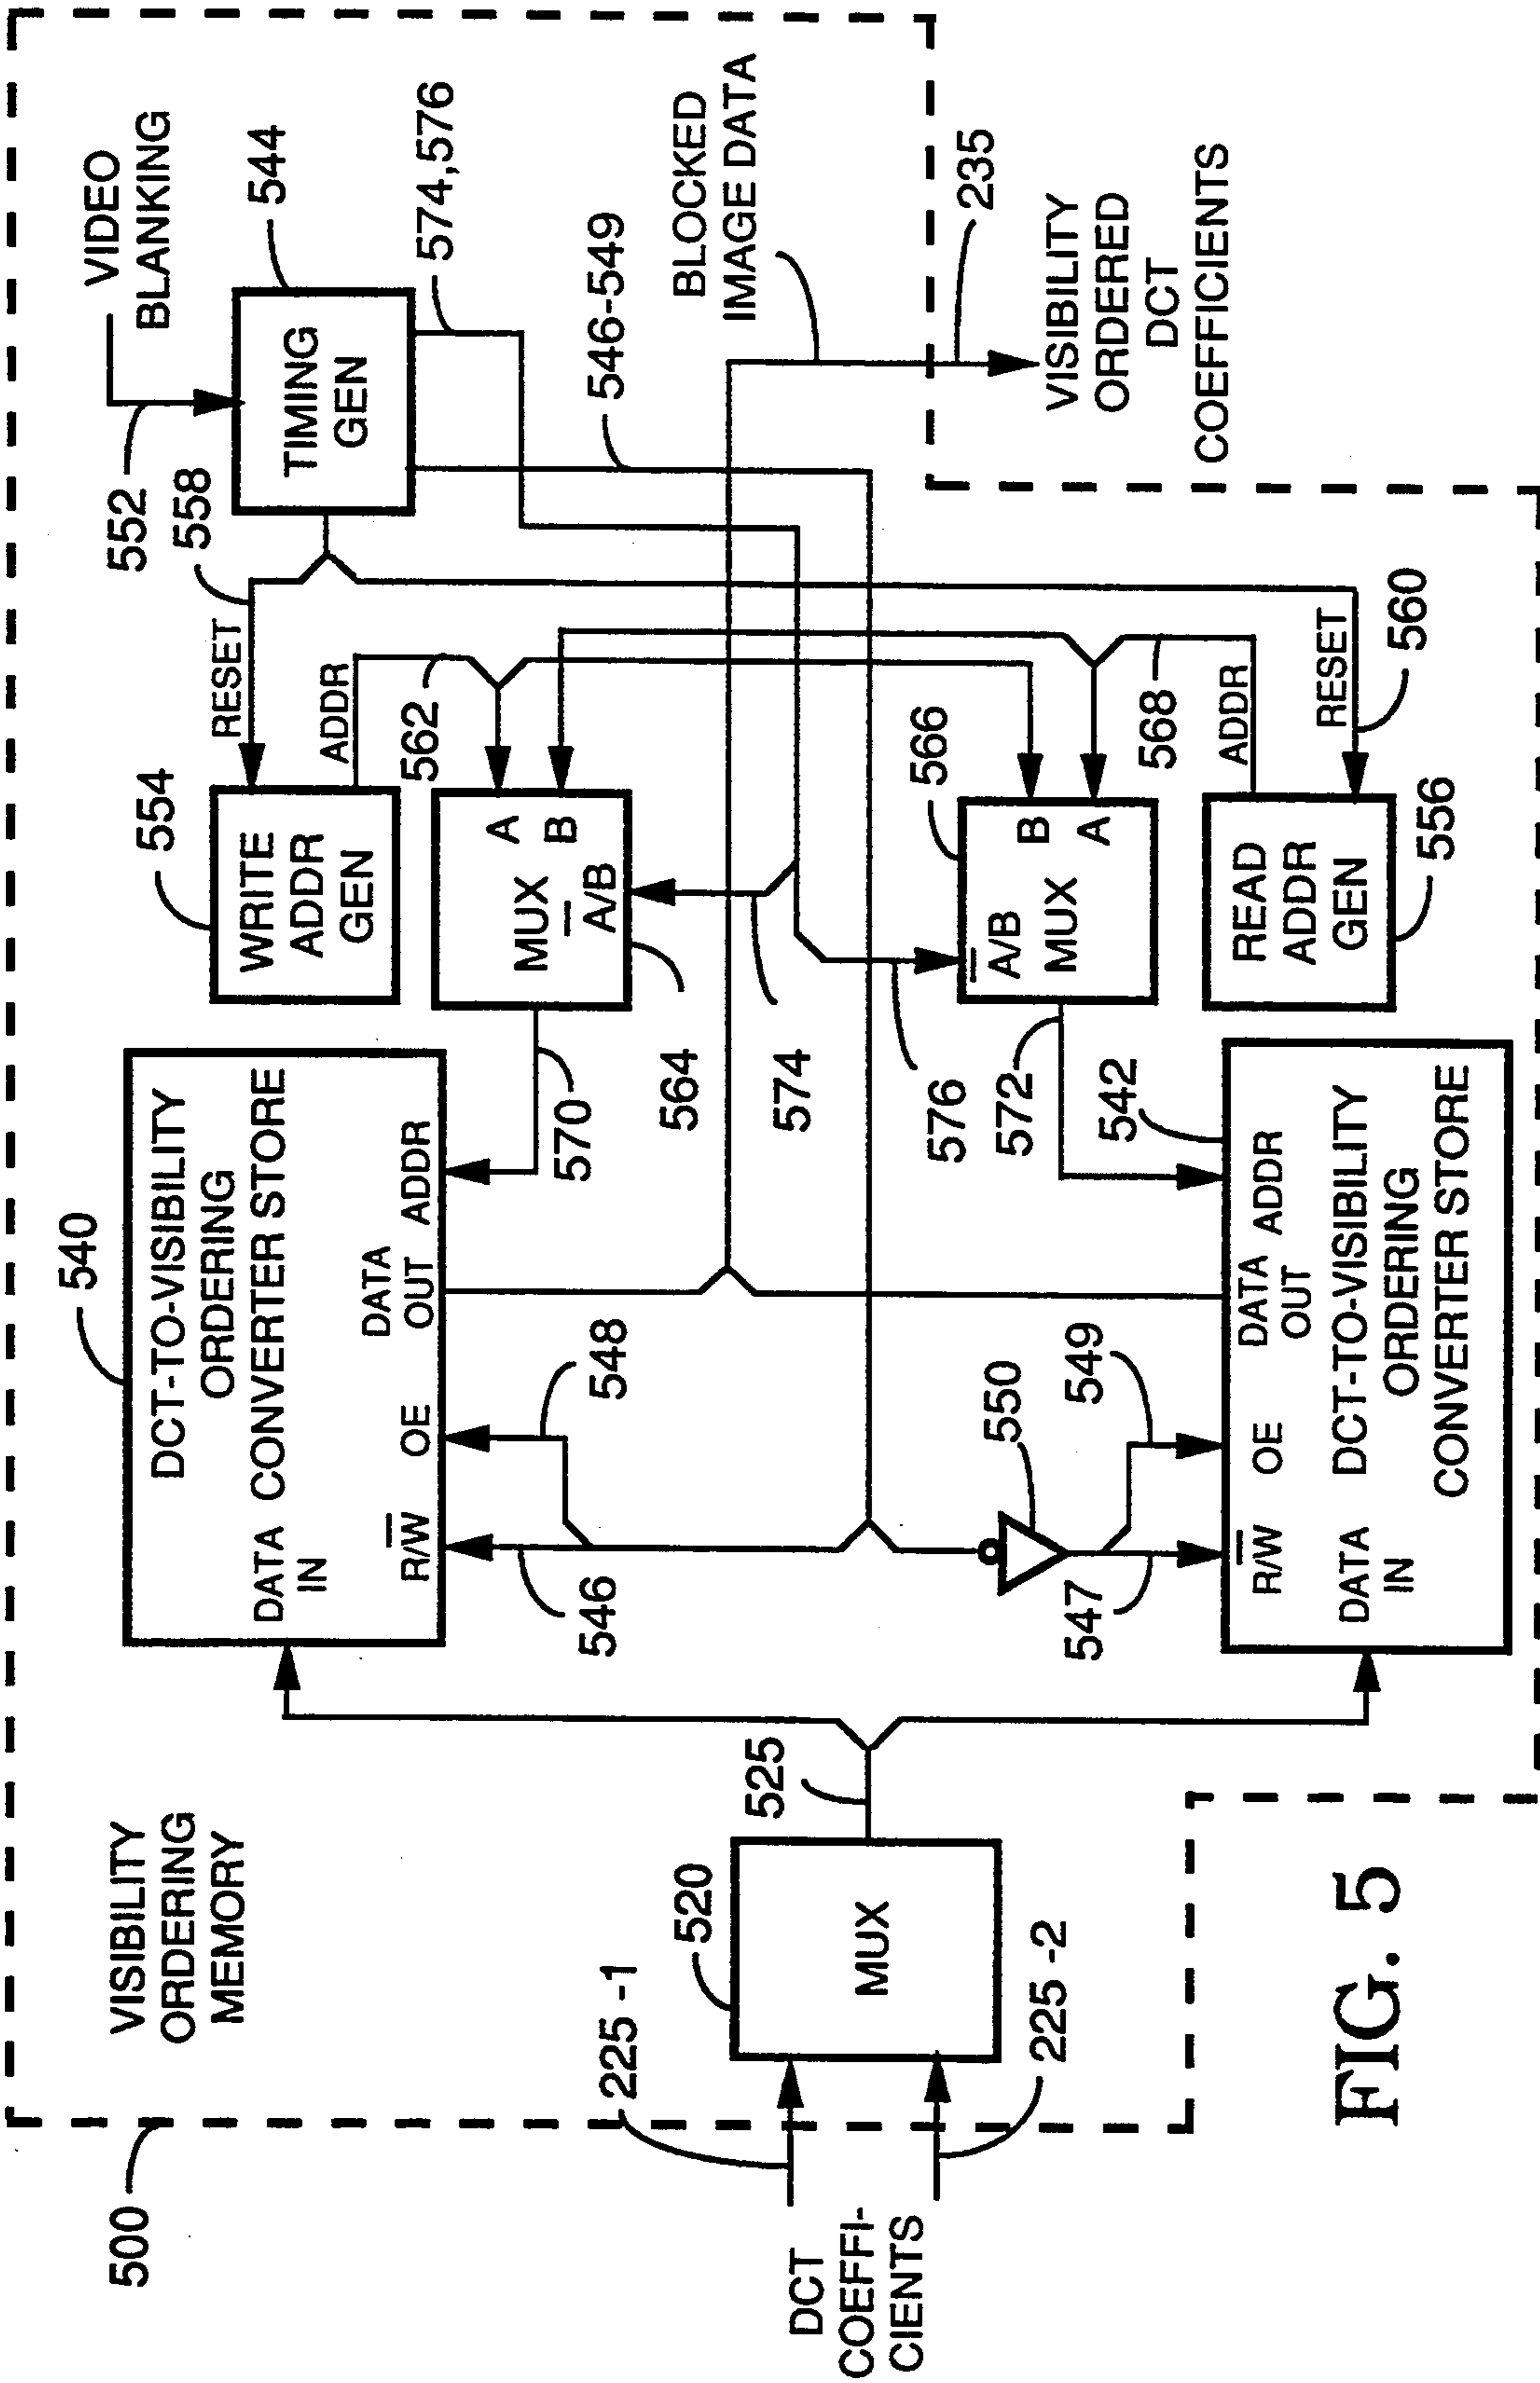 500
VISIBILITY
ORDERING
MEMORY
DCT
COEFFI-
CIENTS
225 -1
225 -2
520
MUX
525
540
DCT-TO-VISIBILITY
ORDERING
CONVERTER STORE
DATA
IN
R/W
OE
DATA
OUT
ADDR
546
548
550
547
549
542
R/W
OE
DATA
OUT
ADDR
DATA
IN
DCT-TO-VISIBILITY
ORDERING
CONVERTER STORE
570
564
574
576
572
554
WRITE
ADDR
GEN
RESET
ADDR
558
562
MUX
A
B
A/B
566
A/B
MUX
B
A
568
READ
ADDR
GEN
556
ADDR
RESET
560
552
VIDEO
BLANKING
TIMING
GEN
544
574,576
546-549
BLOCKED
IMAGE DATA
235
VISIBILITY
ORDERED
DCT
COEFFICIENTS
FIG. 5